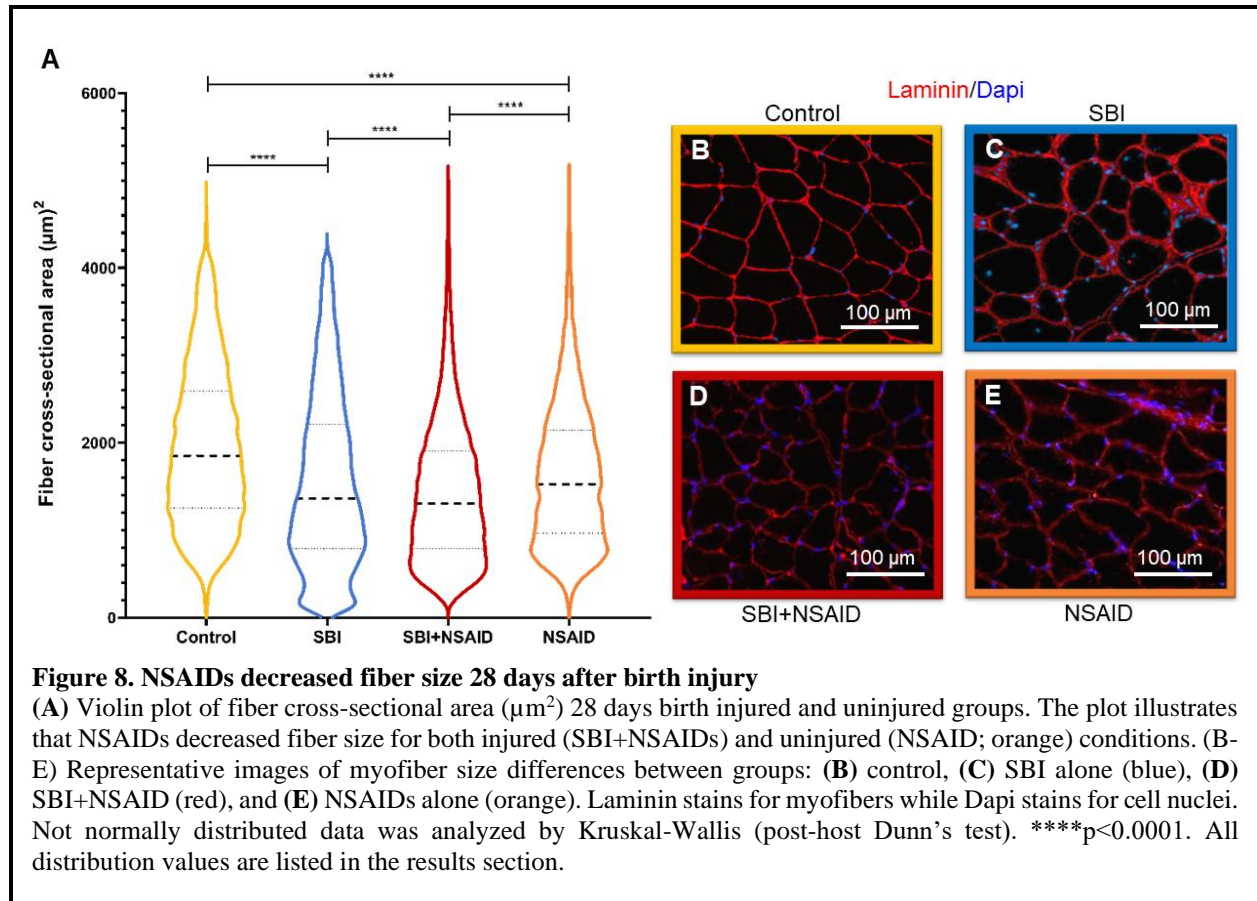 A
****
****
****
****
6000
4000
2000
0
Fiber cross-sectional area (µm)²
Control
SBI
SBI+NSAID
NSAID
Laminin/Dapi
Control
SBI
B
100 µm
C
100 µm
D
100 µm
E
100 µm
SBI+NSAID
NSAID
Figure 8. NSAIDs decreased fiber size 28 days after birth injury
(A) Violin plot of fiber cross-sectional area (µm²) 28 days birth injured and uninjured groups. The plot illustrates
that NSAIDs decreased fiber size for both injured (SBI+NSAIDs) and uninjured (NSAID; orange) conditions. (B-
E) Representative images of myofiber size differences between groups: (B) control, (C) SBI alone (blue), (D)
SBI+NSAID (red), and (E) NSAIDs alone (orange). Laminin stains for myofibers while Dapi stains for cell nuclei.
Not normally distributed data was analyzed by Kruskal-Wallis (post-host Dunn's test). ****p<0.0001. All
distribution values are listed in the results section.